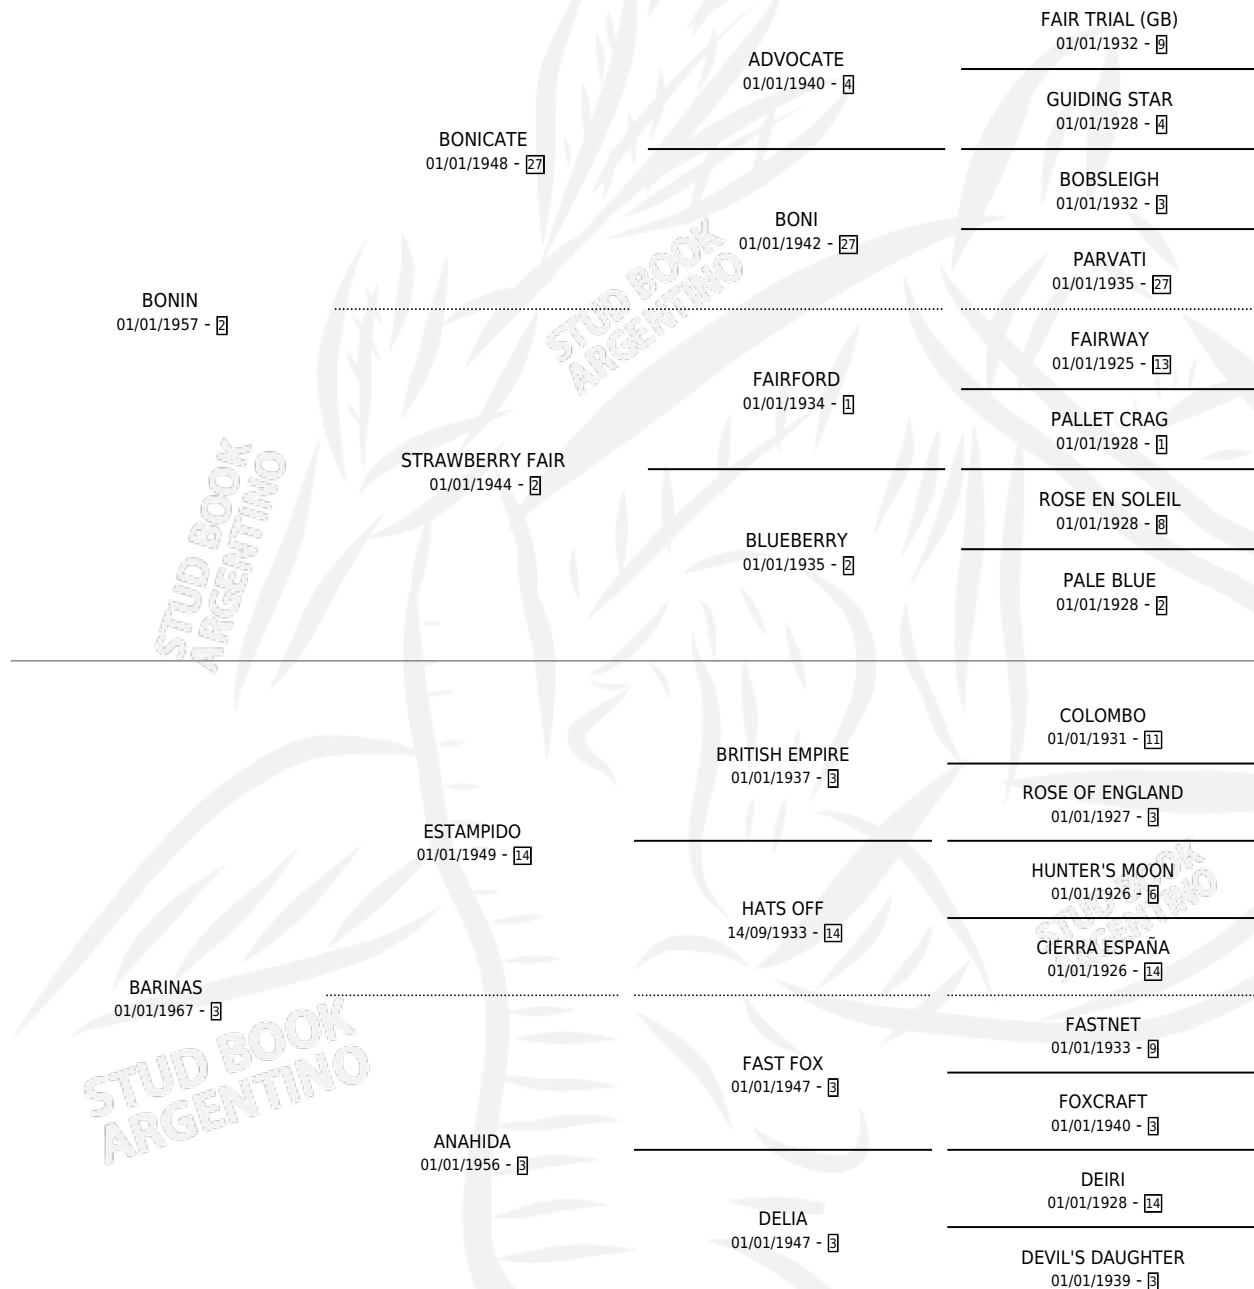 FAIR TRIAL (GB)
01/01/1932 - 9
ADVOCATE
01/01/1940 - 4
GUIDING STAR
01/01/1928 - 4
BONICATE
01/01/1948 - 27
BOBSLEIGH
01/01/1932 - 3
BONI
01/01/1942 - 27
PARVATI
01/01/1935 - 27
BONIN
01/01/1957 - 2
FAIRWAY
01/01/1925 - 13
FAIRFORD
01/01/1934 - 1
PALLET CRAG
01/01/1928 - 1
STRAWBERRY FAIR
01/01/1944 - 2
ROSE EN SOLEIL
01/01/1928 - 8
BLUEBERRY
01/01/1935 - 2
PALE BLUE
01/01/1928 - 2
STUD BOOK
ARGENTINO
STUD BOOK
ARGENTINO
COLOMBO
01/01/1931 - 11
BRITISH EMPIRE
01/01/1937 - 3
ROSE OF ENGLAND
01/01/1927 - 3
ESTAMPIDO
01/01/1949 - 14
HUNTER'S MOON
01/01/1926 - 6
HATS OFF
14/09/1933 - 14
CIERRA ESPAÑA
01/01/1926 - 14
BARINAS
01/01/1967 - 3
FASTNET
01/01/1933 - 9
FAST FOX
01/01/1947 - 3
FOXCRAFT
01/01/1940 - 3
ANAHIDA
01/01/1956 - 3
DEIRI
01/01/1928 - 14
DELIA
01/01/1947 - 3
DEVIL'S DAUGHTER
01/01/1939 - 3
STUD BOOK
ARGENTINO
STUD BOOK
ARGENTINO